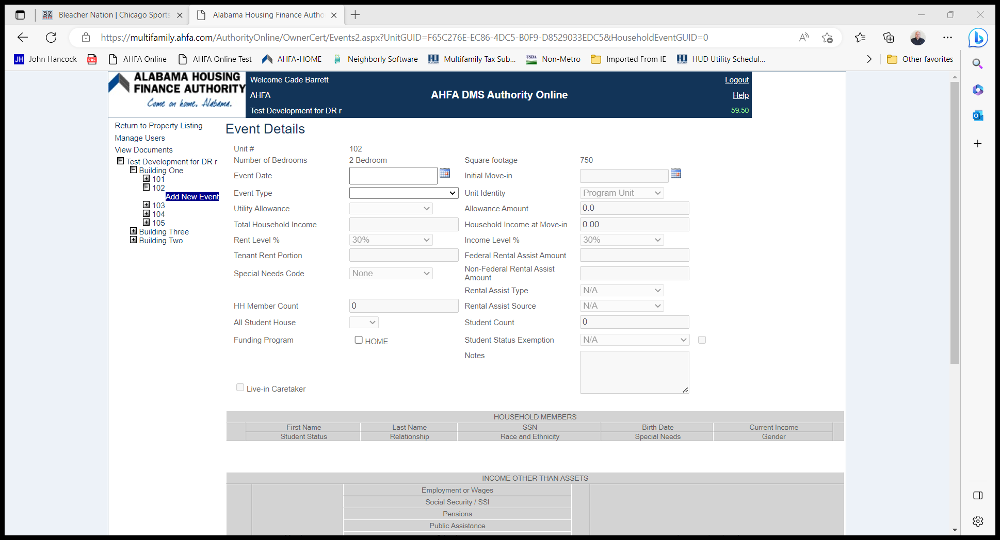 BN Bleacher Nation | Chicago Sports
Alabama Housing Finance Autho
https://multifamily.ahfa.com/AuthorityOnline/OwnerCert/Events2.aspx?UnitGUID=F65C276E-EC86-4DC5-B0F9-D8529033EDC5&HouseholdEventGUID=0
JH John Hancock PDF AHFA Online AHFA Online Test AHFA-HOME Neighborly Software Multifamily Tax Sub... USDA Non-Metro Imported From IE HUD Utility Schedul... Other favorites
ALABAMA HOUSING
FINANCE AUTHORITY
Come on home, Alabama.
Welcome Cade Barrett
AHFA
Test Development for DR r
AHFA DMS Authority Online
Logout
Help
59:50
Return to Property Listing
Manage Users
View Documents
Test Development for DR r
Building One
101
102
Add New Event
103
104
105
Building Three
Building Two
Event Details
Unit # 102
Number of Bedrooms 2 Bedroom Square footage 750
Event Date Initial Move-in
Event Type Unit Identity Program Unit
Utility Allowance Allowance Amount 0.0
Total Household Income Household Income at Move-in 0.00
Rent Level % 30% Income Level % 30%
Tenant Rent Portion Federal Rental Assist Amount
Special Needs Code None Non-Federal Rental Assist
Amount
Rental Assist Type N/A
HH Member Count 0 Rental Assist Source N/A
All Student House Student Count 0
Funding Program HOME Student Status Exemption N/A
Notes
Live-in Caretaker
HOUSEHOLD MEMBERS
First Name Last Name SSN Birth Date Current Income
Student Status Relationship Race and Ethnicity Special Needs Gender
INCOME OTHER THAN ASSETS
Employment or Wages
Social Security / SSI
Pensions
Public Assistance